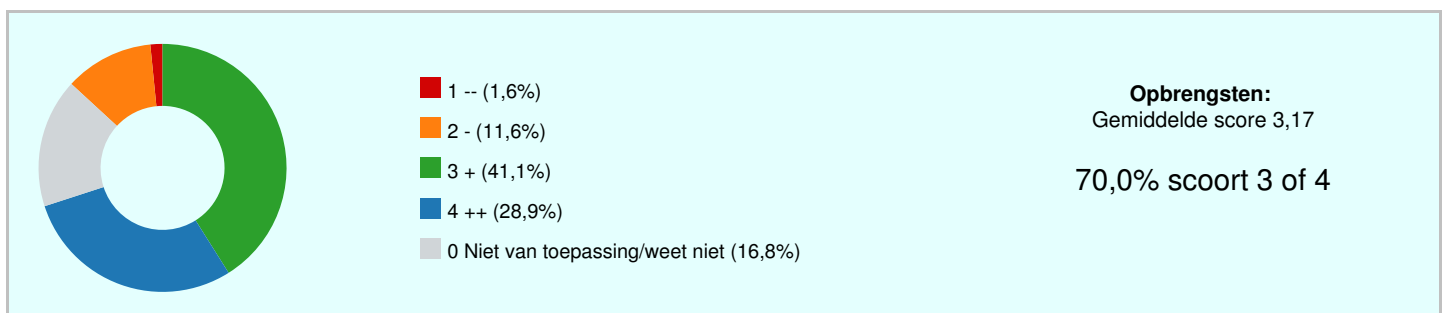 1 -- (1,6%)
2 - (11,6%)
3 + (41,1%)
4 ++ (28,9%)
0 Niet van toepassing/weet niet (16,8%)
Opbrengsten:
Gemiddelde score 3,17
70,0% scoort 3 of 4